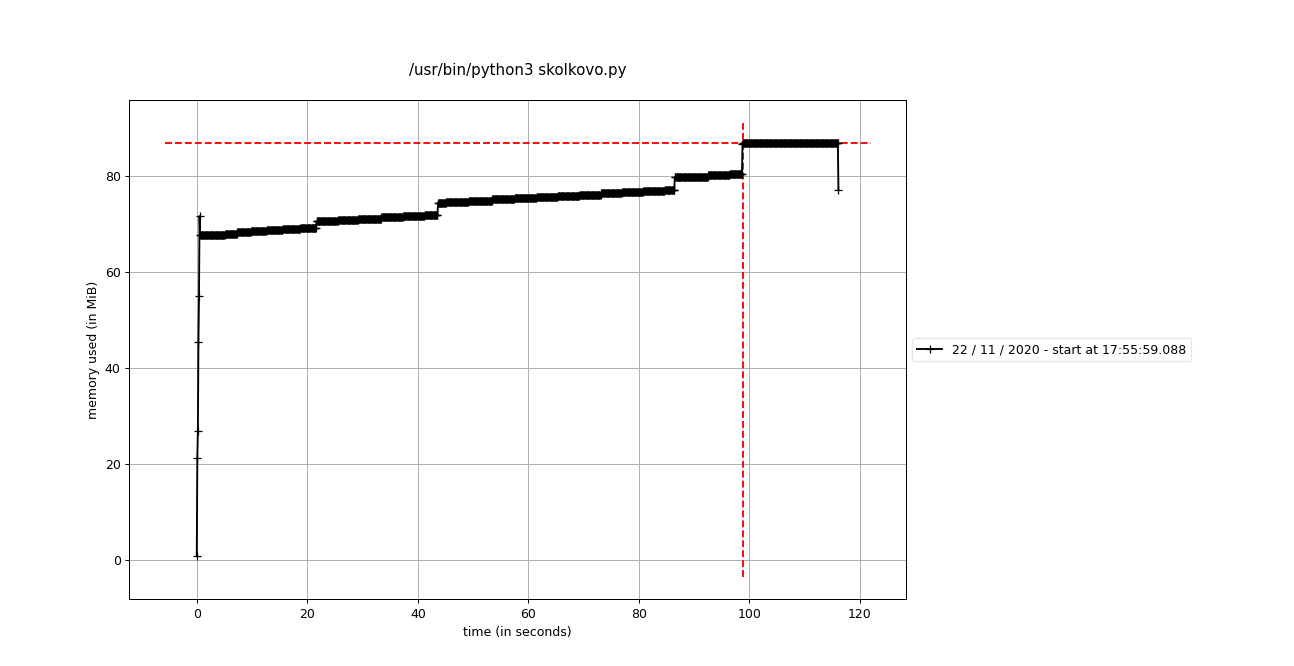 /usr/bin/python3 skolkovo.py
memory used (in MiB)
80
60
40
20
0
0 20 40 60 80 100 120
time (in seconds)
22 / 11 / 2020 - start at 17:55:59.088